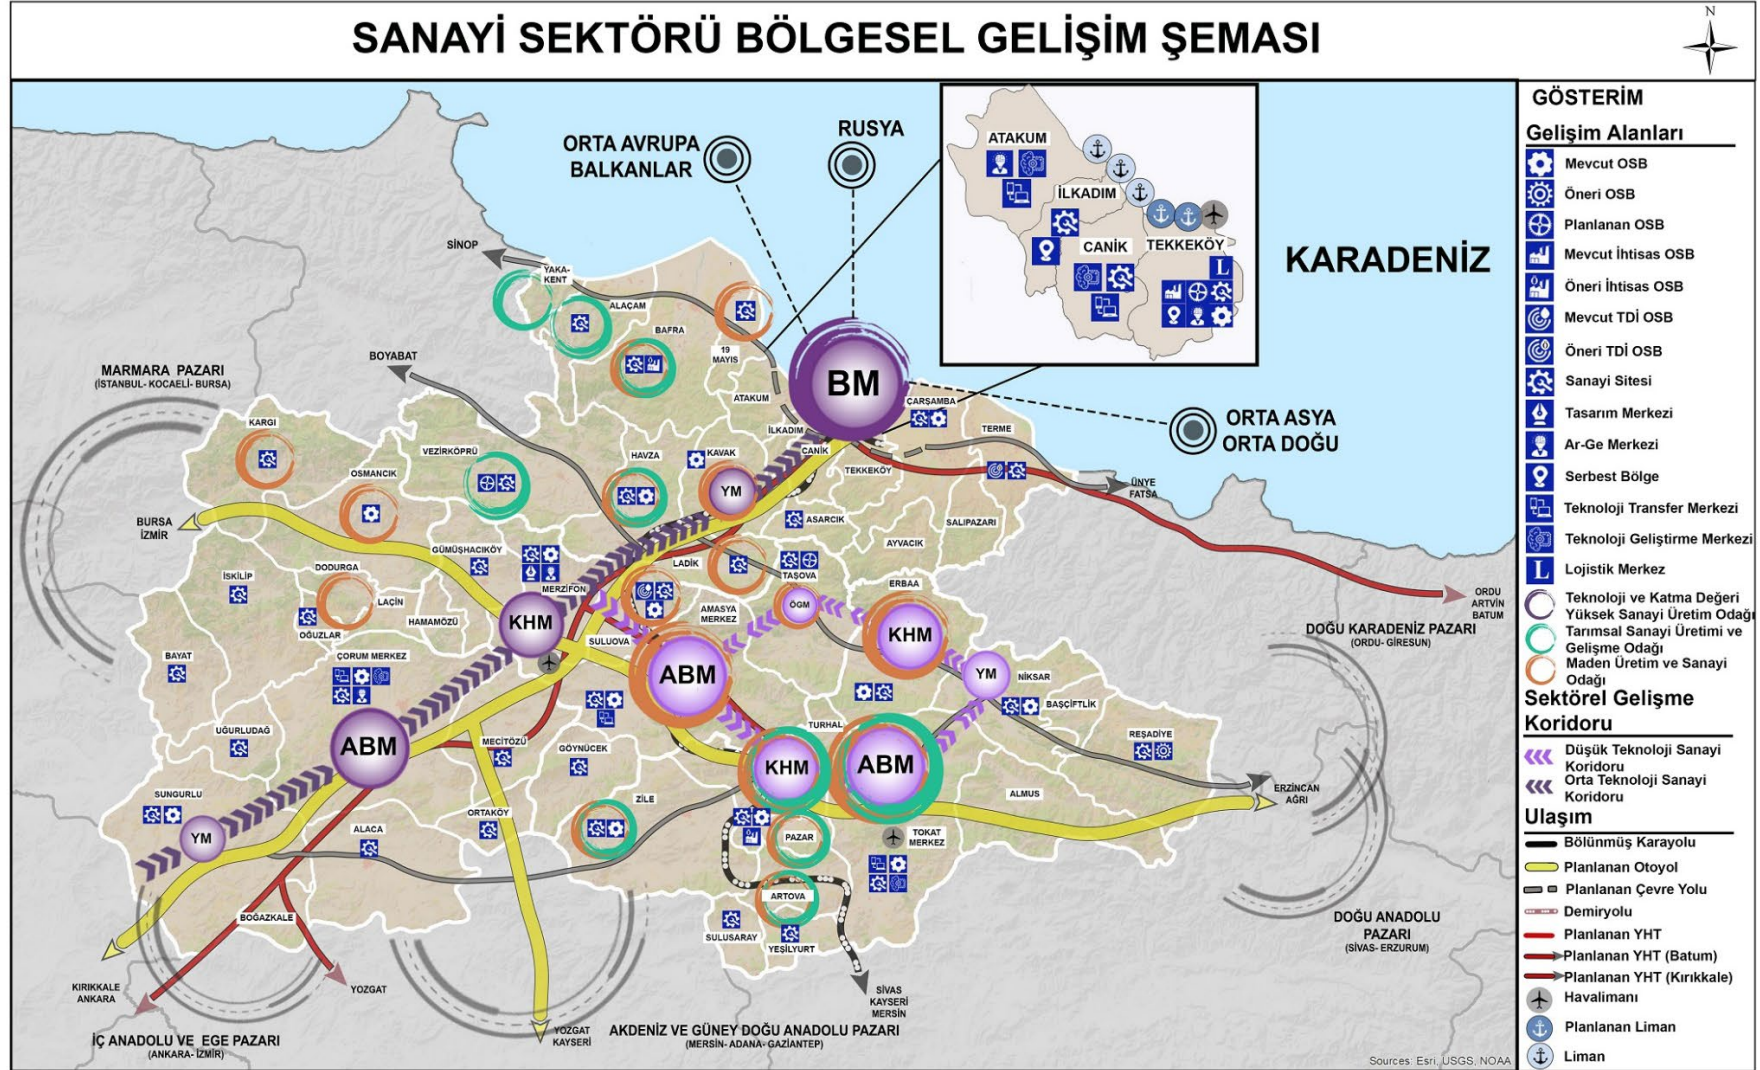 SANAYİ SEKTÖRÜ BÖLGESEL GELİŞİM ŞEMASI
N
ORTA AVRUPA
BALKANLAR
RUSYA
KARADENİZ
ORTA ASYA
ORTA DOĞU
ATAKUM
İLKADIM
CANİK
TEKKEKÖY
L
SİNOP
YAKA-
KENT
ALAÇAM
BAFRA
19
MAYIS
BOYABAT
MARMARA PAZARI
(İSTANBUL- KOCAELİ- BURSA)
ATAKUM
BM
ÇARŞAMBA
TERME
İLKADIM
CANİK
TEKKEKÖY
ÜNYE
FATSA
KARGI
OSMANCIK
VEZİRKÖPRÜ
HAVZA
KAVAK
YM
BURSA
İZMİR
ASARCIK
SALIPAZARI
AYVACIK
GÜMÜŞHACIKÖY
LADİK
TAŞOVA
ERBAA
İSKİLİP
DODURGA
LAÇİN
OĞUZLAR
HAMAMÖZÜ
MERZİFON
KHM
SULUOVA
AMASYA
MERKEZ
ÖGM
KHM
ORDU
ARTVİN
BATUM
DOĞU KARADENİZ PAZARI
(ORDU- GİRESUN)
BAYAT
ÇORUM MERKEZ
ABM
YM
NİKSAR
BAŞÇİFTLİK
UĞURLUDAĞ
ABM
MECİTÖZÜ
GÖYNÜCEK
TURHAL
KHM
ABM
REŞADİYE
SUNGURLU
YM
ALACA
ORTAKÖY
ZİLE
PAZAR
TOKAT
MERKEZ
ALMUS
ERZİNCAN
AĞRI
BOĞAZKALE
ARTOVA
SULUSARAY
YEŞİLYURT
DOĞU ANADOLU
PAZARI
(SİVAS- ERZURUM)
KIRIKKALE
ANKARA
YOZGAT
SİVAS
KAYSERİ
MERSİN
İÇ ANADOLU VE EGE PAZARI
(ANKARA- İZMİR)
YOZGAT
KAYSERİ
AKDENİZ VE GÜNEY DOĞU ANADOLU PAZARI
(MERSİN- ADANA- GAZİANTEP)
Sources: Esri, USGS, NOAA
GÖSTERİM
Gelişim Alanları
Mevcut OSB
Öneri OSB
Planlanan OSB
Mevcut İhtisas OSB
Öneri İhtisas OSB
Mevcut TDİ OSB
Öneri TDİ OSB
Sanayi Sitesi
Tasarım Merkezi
Ar-Ge Merkezi
Serbest Bölge
Teknoloji Transfer Merkezi
Teknoloji Geliştirme Merkezi
L Lojistik Merkez
Teknoloji ve Katma Değeri
Yüksek Sanayi Üretim Odağı
Tarımsal Sanayi Üretimi ve
Gelişme Odağı
Maden Üretim ve Sanayi
Odağı
Sektörel Gelişme
Koridoru
Düşük Teknoloji Sanayi
Koridoru
Orta Teknoloji Sanayi
Koridoru
Ulaşım
Bölünmüş Karayolu
Planlanan Otoyol
Planlanan Çevre Yolu
Demiryolu
Planlanan YHT
Planlanan YHT (Batum)
Planlanan YHT (Kırıkkale)
Havalimanı
Planlanan Liman
Liman